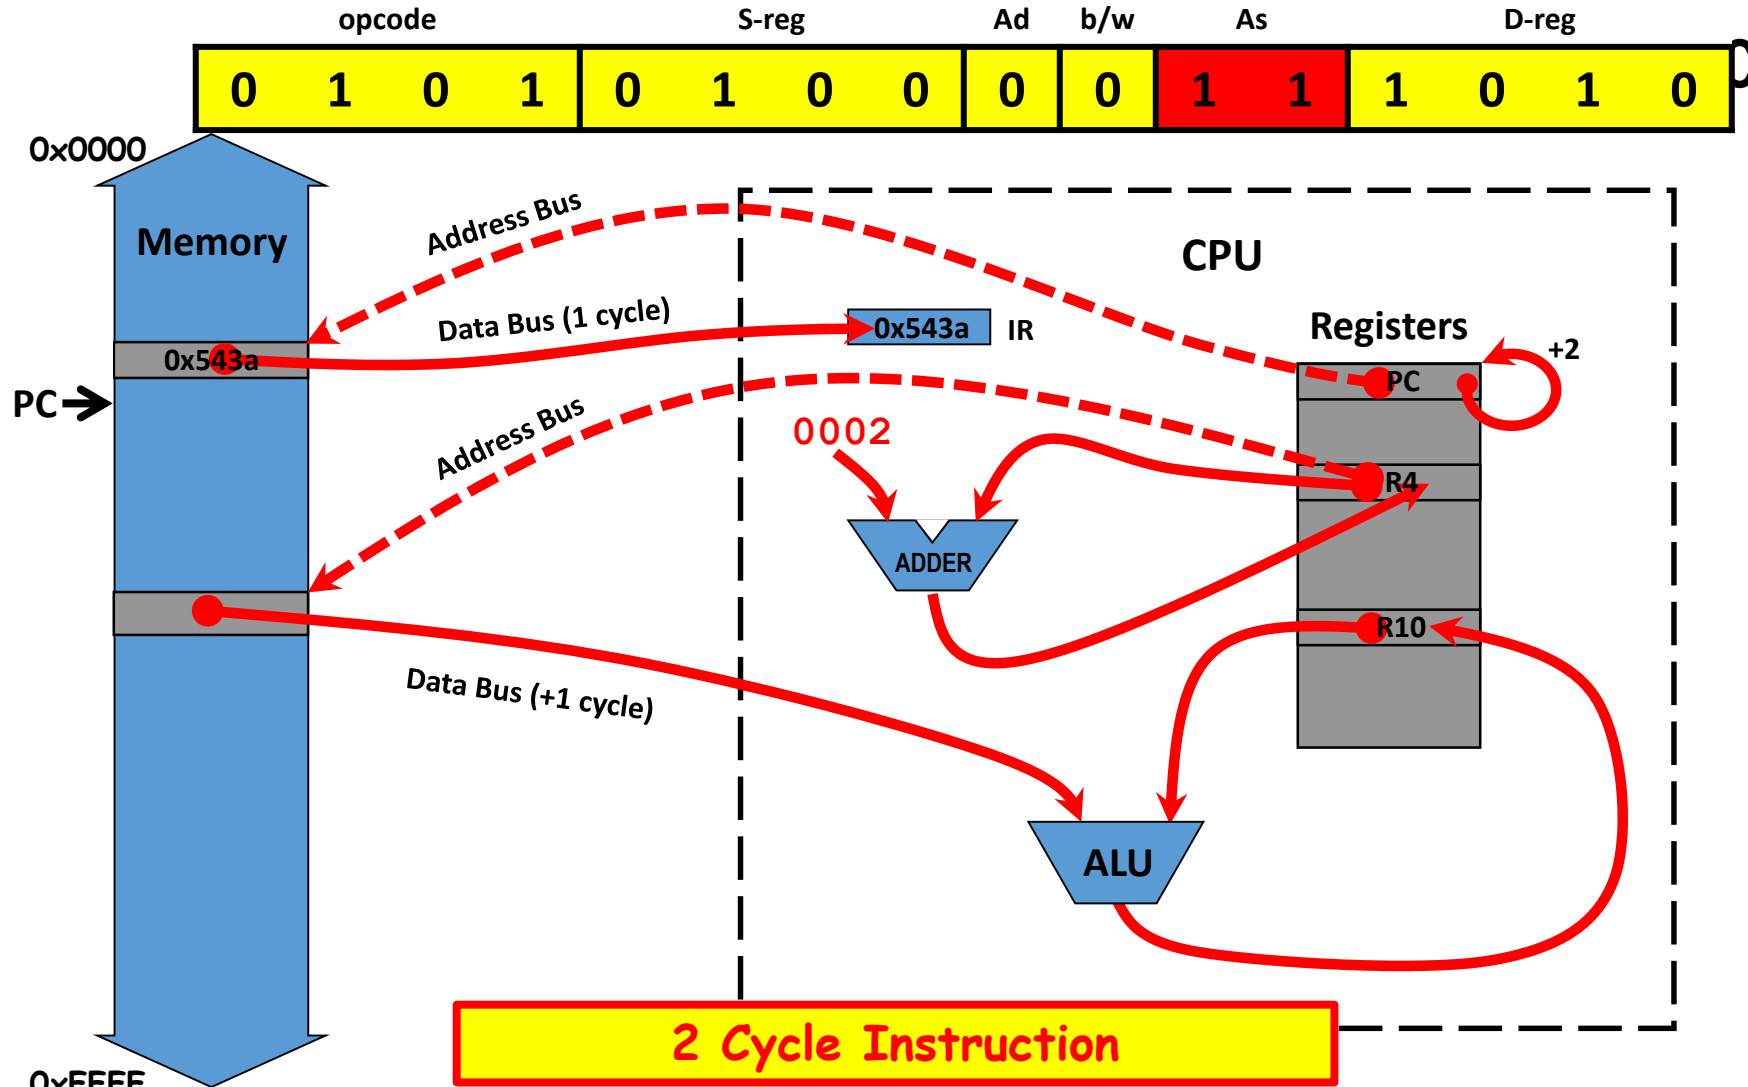 opcode S-reg Ad b/w As D-reg
0 1 0 1 0 1 0 0 0 0 1 1 1 0 1 0
0x0000
Memory
Address Bus
CPU
Data Bus (1 cycle)
0x543a IR
Registers
0x543a
+2
PC
PC
Address Bus
0002
R4
ADDER
R10
Data Bus (+1 cycle)
ALU
2 Cycle Instruction